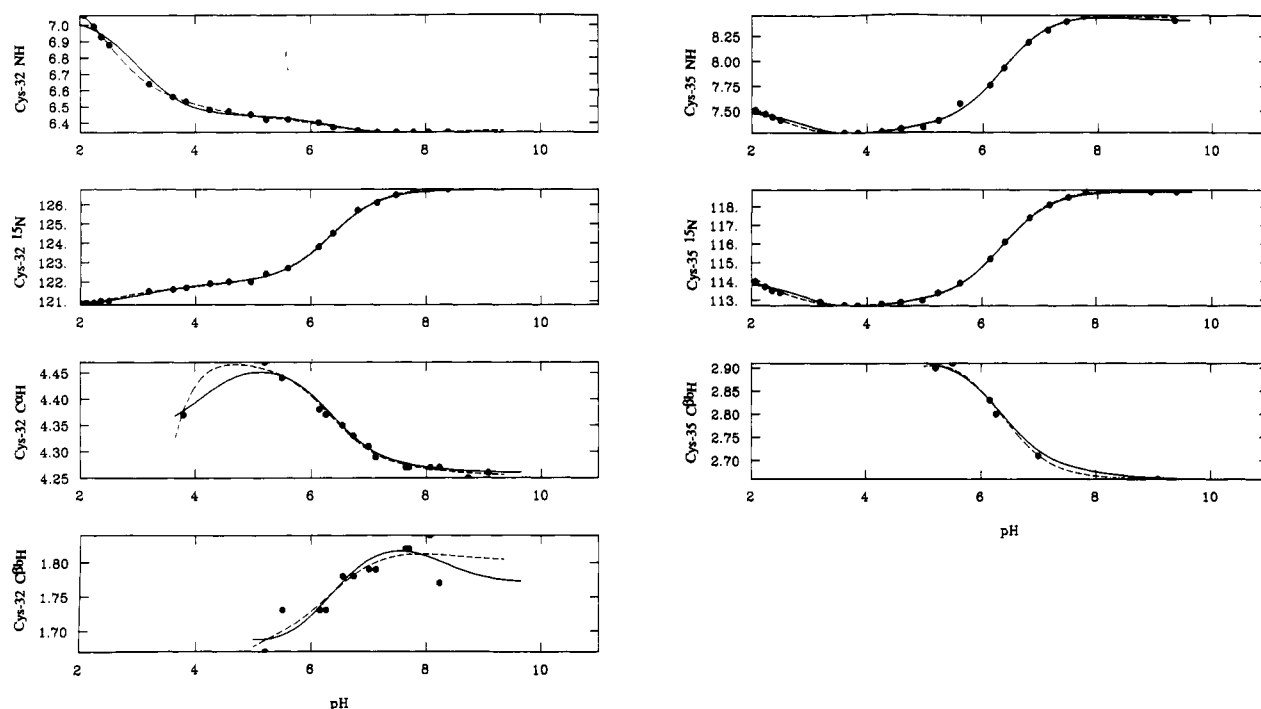 Cys-32 NH
7.0
6.9
6.8
6.7
6.6
6.5
6.4
2 4 6 8 10
Cys-32 15N
126.
125.
124.
123.
122.
121.
2 4 6 8 10
Cys-32 CαH
4.45
4.40
4.35
4.30
4.25
2 4 6 8 10
Cys-32 CβbH
1.80
1.75
1.70
2 4 6 8 10
pH
Cys-35 NH
8.25
8.00
7.75
7.50
2 4 6 8 10
Cys-35 15N
118.
117.
116.
115.
114.
113.
2 4 6 8 10
Cys-35 CβbH
2.90
2.85
2.80
2.75
2.70
2 4 6 8 10
pH